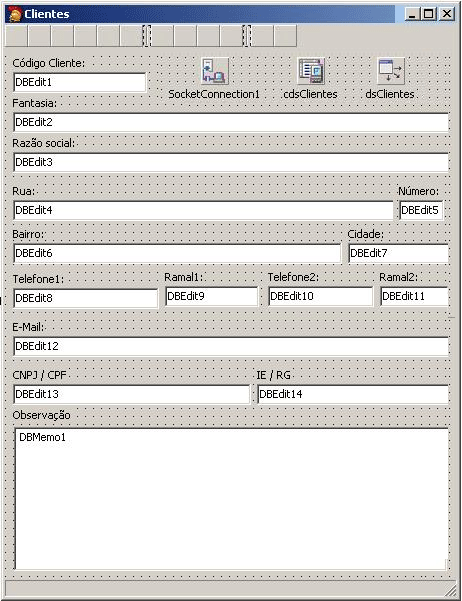 Clientes
Código Cliente:
DBEdit1
SocketConnection1 cdsClientes dsClientes
Fantasia:
DBEdit2
Razão social:
DBEdit3
Rua: Número:
DBEdit4 DBEdit5
Bairro: Cidade:
DBEdit6 DBEdit7
Telefone1: Ramal1: Telefone2: Ramal2:
DBEdit8 DBEdit9 DBEdit10 DBEdit11
E-Mail:
DBEdit12
CNPJ / CPF IE / RG
DBEdit13 DBEdit14
Observação
DBMemo1